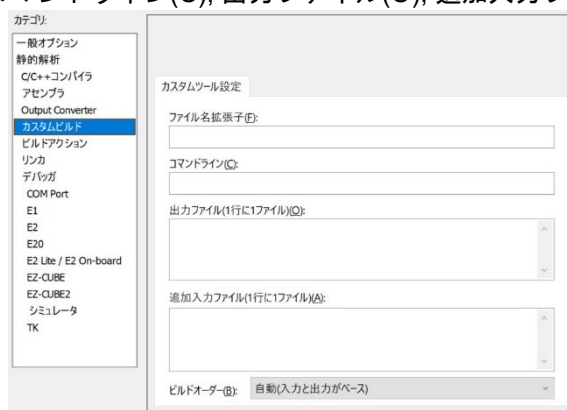 カテゴリ:
一般オプション
静的解析
C/C++コンパイラ
アセンブラ
Output Converter
カスタムビルド
ビルドアクション
リンカ
デバッガ
COM Port
E1
E2
E20
E2 Lite / E2 On-board
EZ-CUBE
EZ-CUBE2
シミュレータ
TK
カスタムツール設定
ファイル名拡張子(F):
コマンドライン(C):
出力ファイル(1行に1ファイル)(O):
追加入力ファイル(1行に1ファイル)(A):
ビルドオーダー(B):
自動(入力と出力がベース)